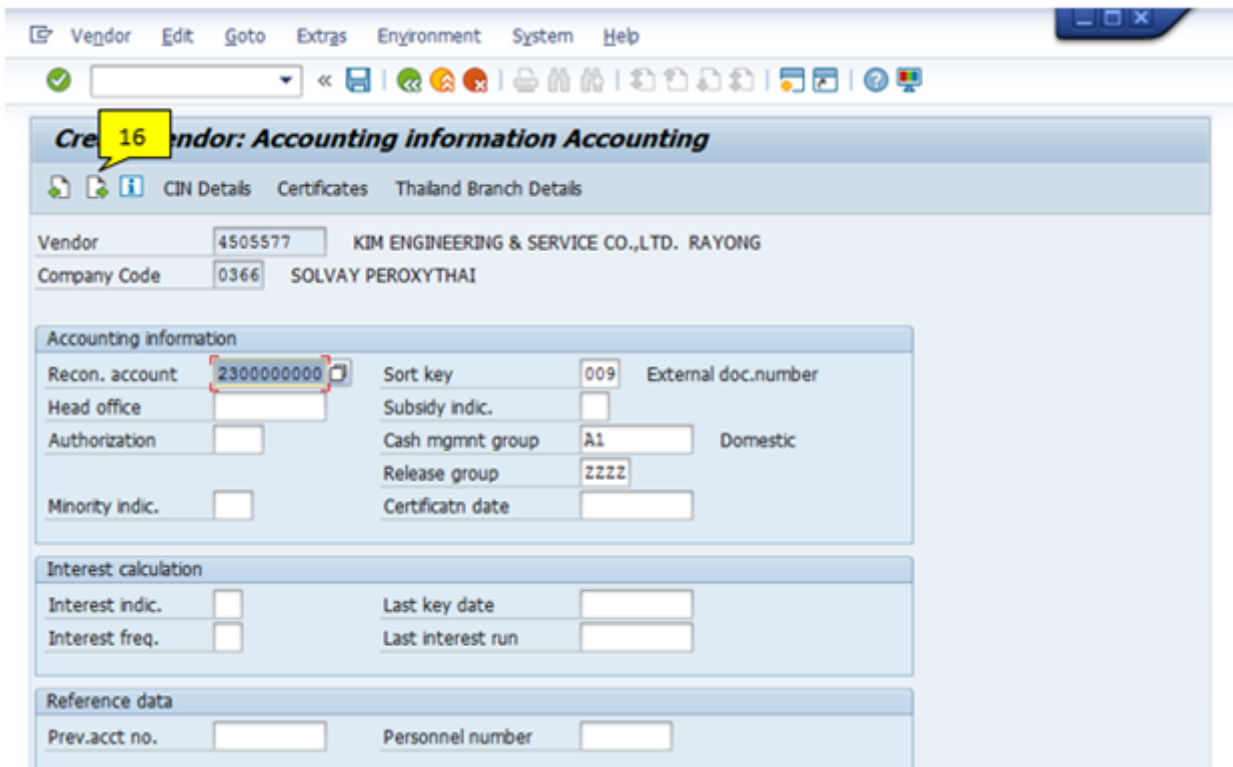 Vendor Edit Goto Extras Environment System Help
16
Cre endor: Accounting information Accounting
CIN Details Certificates Thailand Branch Details
Vendor 4505577 KIM ENGINEERING & SERVICE CO.,LTD. RAYONG
Company Code 0366 SOLVAY PEROXYTHAI
Accounting information
Recon. account 2300000000 Sort key 009 External doc.number
Head office Subsidy indic.
Authorization Cash mgmnt group A1 Domestic
Release group ZZZZ
Minority indic. Certificatn date
Interest calculation
Interest indic. Last key date
Interest freq. Last interest run
Reference data
Prev.acct no. Personnel number